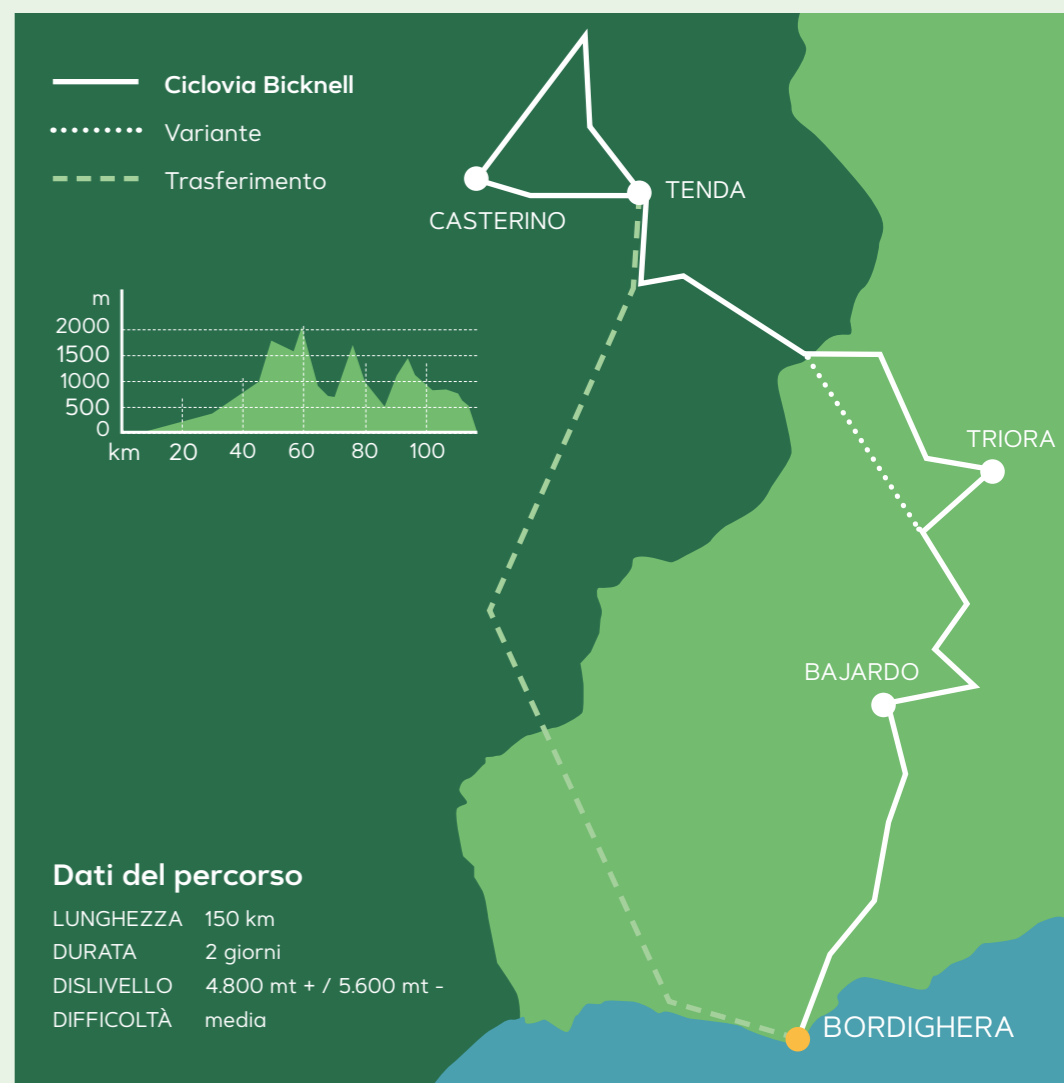 Ciclovia Bicknell
Variante
Trasferimento
TENDA
CASTERINO
m
2000
1500
1000
500
0
km 20 40 60 80 100
TRIORA
BAJARDO
Dati del percorso
LUNGHEZZA 150 km
DURATA 2 giorni
DISLIVELLO 4.800 mt + / 5.600 mt -
DIFFICOLTÀ media
BORDIGHERA